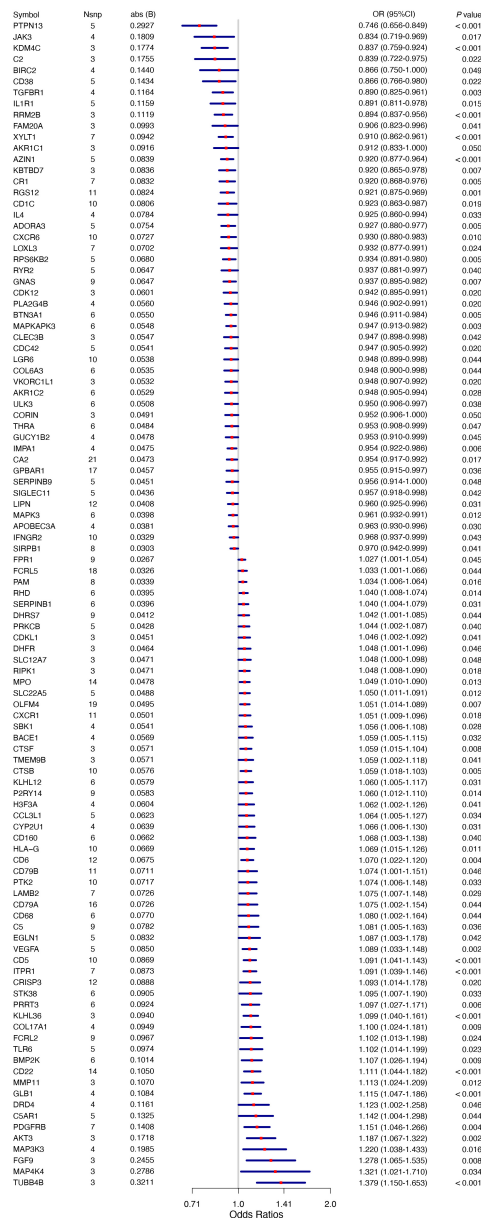 Symbol Nsnp abs (B) OR (95%CI) P value
PTPN13 5 0.2927 0.746 (0.656-0.849) < 0.001
JAK3 4 0.1809 0.834 (0.719-0.969) 0.017
KDM4C 3 0.1774 0.837 (0.759-0.924) < 0.001
C2 3 0.1755 0.839 (0.722-0.975) 0.022
BIRC2 4 0.1440 0.866 (0.750-1.000) 0.049
CD38 5 0.1434 0.866 (0.766-0.980) 0.022
TGFBR1 4 0.1164 0.890 (0.825-0.961) 0.003
IL1R1 5 0.1159 0.891 (0.811-0.978) 0.015
RRM2B 3 0.1119 0.894 (0.837-0.956) < 0.001
FAM20A 3 0.0993 0.906 (0.823-0.996) 0.041
XYLT1 7 0.0942 0.910 (0.862-0.961) < 0.001
AKR1C1 3 0.0916 0.912 (0.833-1.000) 0.050
AZIN1 5 0.0839 0.920 (0.877-0.964) < 0.001
KBTBD7 3 0.0836 0.920 (0.865-0.978) 0.007
CR1 7 0.0832 0.920 (0.868-0.976) 0.005
RGS12 11 0.0824 0.921 (0.875-0.969) 0.001
CD1C 10 0.0806 0.923 (0.863-0.987) 0.019
IL4 4 0.0784 0.925 (0.860-0.994) 0.033
ADORA3 5 0.0754 0.927 (0.880-0.977) 0.005
CXCR6 10 0.0727 0.930 (0.880-0.983) 0.010
LOXL3 7 0.0702 0.932 (0.877-0.991) 0.024
RPS6KB2 5 0.0680 0.934 (0.891-0.980) 0.005
RYR2 5 0.0647 0.937 (0.881-0.997) 0.040
GNAS 9 0.0647 0.937 (0.895-0.982) 0.007
CDK12 3 0.0601 0.942 (0.895-0.991) 0.020
PLA2G4B 4 0.0560 0.946 (0.902-0.991) 0.020
BTN3A1 6 0.0550 0.946 (0.911-0.984) 0.005
MAPKAPK3 6 0.0548 0.947 (0.913-0.982) 0.003
CLEC3B 3 0.0547 0.947 (0.898-0.998) 0.042
CDC42 5 0.0541 0.947 (0.905-0.992) 0.020
LGR6 10 0.0538 0.948 (0.899-0.998) 0.044
COL6A3 6 0.0535 0.948 (0.900-0.998) 0.044
VKORC1L1 3 0.0532 0.948 (0.907-0.992) 0.020
AKR1C2 6 0.0529 0.948 (0.905-0.994) 0.028
ULK3 6 0.0508 0.950 (0.906-0.997) 0.038
CORIN 3 0.0491 0.952 (0.906-1.000) 0.050
THRA 6 0.0484 0.953 (0.908-0.999) 0.047
GUCY1B2 4 0.0478 0.953 (0.910-0.999) 0.045
IMPA1 4 0.0475 0.954 (0.922-0.986) 0.006
CA2 21 0.0473 0.954 (0.917-0.992) 0.017
GPBAR1 17 0.0457 0.955 (0.915-0.997) 0.036
SERPINB9 5 0.0451 0.956 (0.914-1.000) 0.048
SIGLEC11 5 0.0436 0.957 (0.918-0.998) 0.042
LIPN 12 0.0408 0.960 (0.925-0.996) 0.031
MAPK3 6 0.0398 0.961 (0.932-0.991) 0.012
APOBEC3A 4 0.0381 0.963 (0.930-0.996) 0.030
IFNGR2 10 0.0329 0.968 (0.937-0.999) 0.043
SIRPB1 8 0.0303 0.970 (0.942-0.999) 0.041
FPR1 9 0.0267 1.027 (1.001-1.054) 0.045
FCRL5 18 0.0326 1.033 (1.001-1.066) 0.044
PAM 8 0.0339 1.034 (1.006-1.064) 0.016
RHD 6 0.0395 1.040 (1.008-1.074) 0.014
SERPINB1 6 0.0396 1.040 (1.004-1.079) 0.031
DHRS7 9 0.0412 1.042 (1.001-1.085) 0.044
PRKCB 5 0.0428 1.044 (1.002-1.087) 0.040
CDKL1 3 0.0451 1.046 (1.002-1.092) 0.041
DHFR 3 0.0464 1.048 (1.001-1.096) 0.046
SLC12A7 3 0.0471 1.048 (1.000-1.098) 0.048
RIPK1 3 0.0471 1.048 (1.008-1.090) 0.018
MPO 14 0.0478 1.049 (1.010-1.090) 0.013
SLC22A5 5 0.0488 1.050 (1.011-1.091) 0.012
OLFM4 19 0.0495 1.051 (1.014-1.089) 0.007
CXCR1 11 0.0501 1.051 (1.009-1.096) 0.018
SBK1 4 0.0541 1.056 (1.006-1.108) 0.028
BACE1 4 0.0569 1.059 (1.005-1.115) 0.032
CTSF 3 0.0571 1.059 (1.015-1.104) 0.008
TMEM9B 3 0.0571 1.059 (1.002-1.118) 0.041
CTSB 10 0.0576 1.059 (1.018-1.103) 0.005
KLHL12 6 0.0579 1.060 (1.005-1.117) 0.031
P2RY14 9 0.0583 1.060 (1.012-1.110) 0.014
H3F3A 4 0.0604 1.062 (1.002-1.126) 0.041
CCL3L1 5 0.0623 1.064 (1.005-1.127) 0.034
CYP2U1 4 0.0639 1.066 (1.006-1.130) 0.031
CD160 6 0.0662 1.068 (1.003-1.138) 0.040
HLA-G 10 0.0669 1.069 (1.015-1.126) 0.011
CD6 12 0.0675 1.070 (1.022-1.120) 0.004
CD79B 11 0.0711 1.074 (1.001-1.151) 0.046
PTK2 10 0.0717 1.074 (1.006-1.148) 0.033
LAMB2 7 0.0726 1.075 (1.007-1.148) 0.029
CD79A 16 0.0726 1.075 (1.002-1.154) 0.044
CD68 6 0.0770 1.080 (1.002-1.164) 0.044
C5 9 0.0782 1.081 (1.005-1.163) 0.036
EGLN1 5 0.0832 1.087 (1.003-1.178) 0.042
VEGFA 5 0.0850 1.089 (1.033-1.148) 0.002
CD5 10 0.0869 1.091 (1.041-1.143) < 0.001
ITPR1 7 0.0873 1.091 (1.039-1.146) < 0.001
CRISP3 12 0.0888 1.093 (1.014-1.178) 0.020
STK38 6 0.0905 1.095 (1.007-1.190) 0.033
PRRT3 6 0.0924 1.097 (1.027-1.171) 0.006
KLHL36 3 0.0940 1.099 (1.040-1.161) < 0.001
COL17A1 4 0.0949 1.100 (1.024-1.181) 0.009
FCRL2 9 0.0967 1.102 (1.013-1.198) 0.024
TLR6 5 0.0974 1.102 (1.014-1.199) 0.023
BMP2K 6 0.1014 1.107 (1.026-1.194) 0.009
CD22 14 0.1050 1.111 (1.044-1.182) < 0.001
MMP11 3 0.1070 1.113 (1.024-1.209) 0.012
GLB1 4 0.1084 1.115 (1.047-1.186) < 0.001
DRD4 4 0.1161 1.123 (1.002-1.258) 0.046
C5AR1 5 0.1325 1.142 (1.004-1.298) 0.044
PDGFRB 7 0.1408 1.151 (1.046-1.266) 0.004
AKT3 3 0.1718 1.187 (1.067-1.322) 0.002
MAP3K3 4 0.1985 1.220 (1.038-1.433) 0.016
FGF9 3 0.2455 1.278 (1.065-1.535) 0.008
MAP4K4 3 0.2786 1.321 (1.021-1.710) 0.034
TUBB4B 3 0.3211 1.379 (1.150-1.653) < 0.001
0.71 1.0 1.41 2.0
Odds Ratios